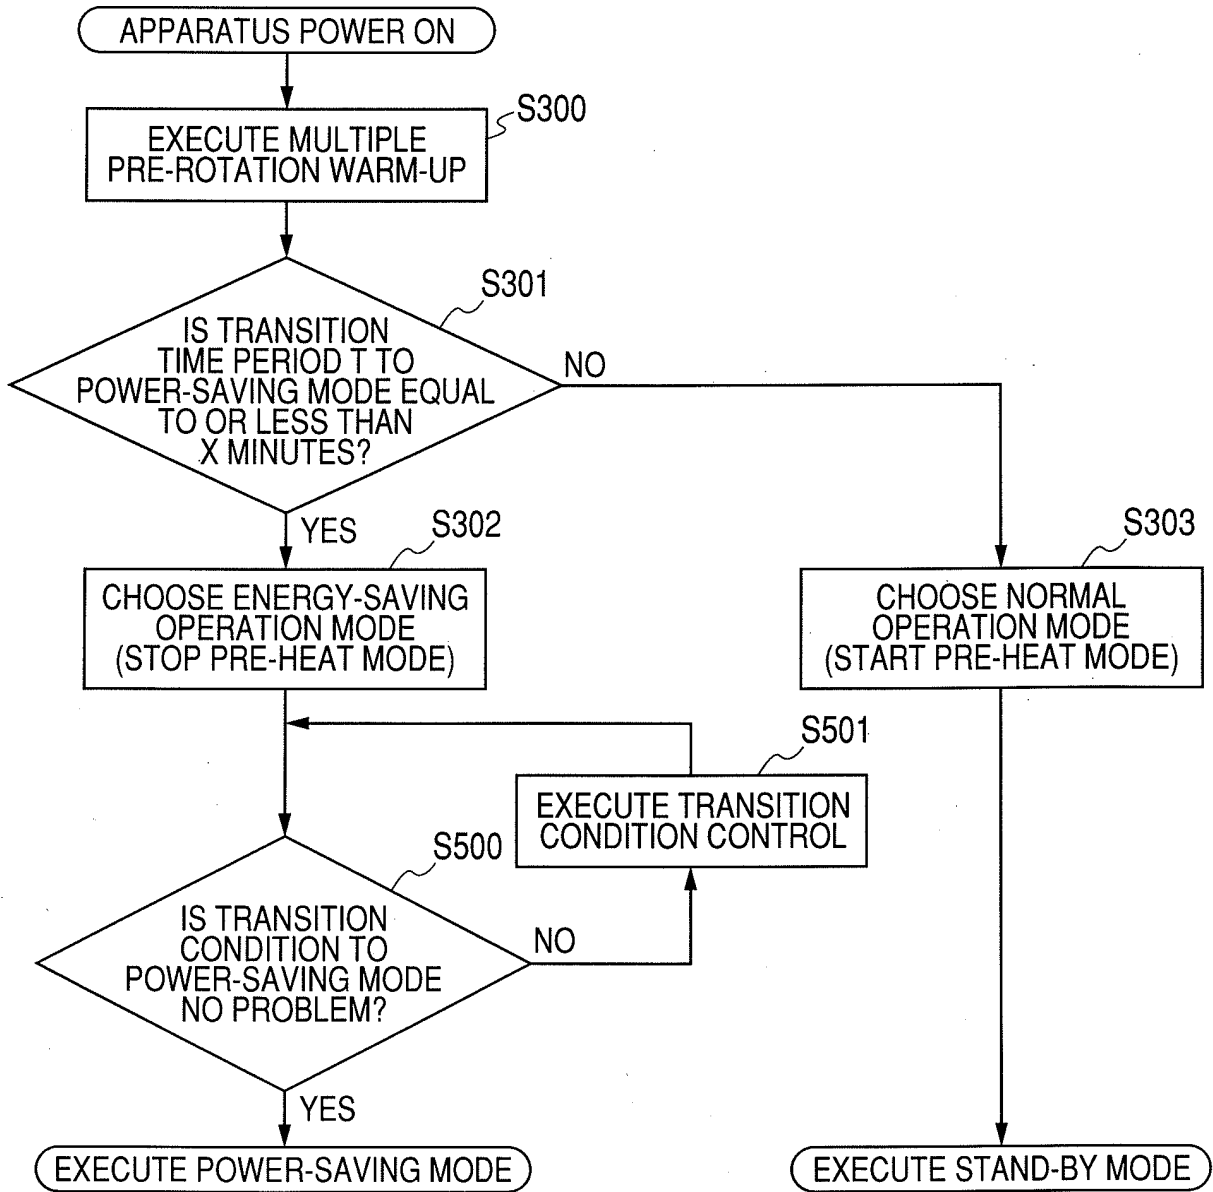 APPARATUS POWER ON
S300
EXECUTE MULTIPLE
PRE-ROTATION WARM-UP
S301
IS TRANSITION
TIME PERIOD T TO
POWER-SAVING MODE EQUAL
TO OR LESS THAN
X MINUTES?
NO
YES
S302
CHOOSE ENERGY-SAVING
OPERATION MODE
(STOP PRE-HEAT MODE)
S303
CHOOSE NORMAL
OPERATION MODE
(START PRE-HEAT MODE)
S501
EXECUTE TRANSITION
CONDITION CONTROL
S500
IS TRANSITION
CONDITION TO
POWER-SAVING MODE
NO PROBLEM?
NO
YES
EXECUTE POWER-SAVING MODE
EXECUTE STAND-BY MODE